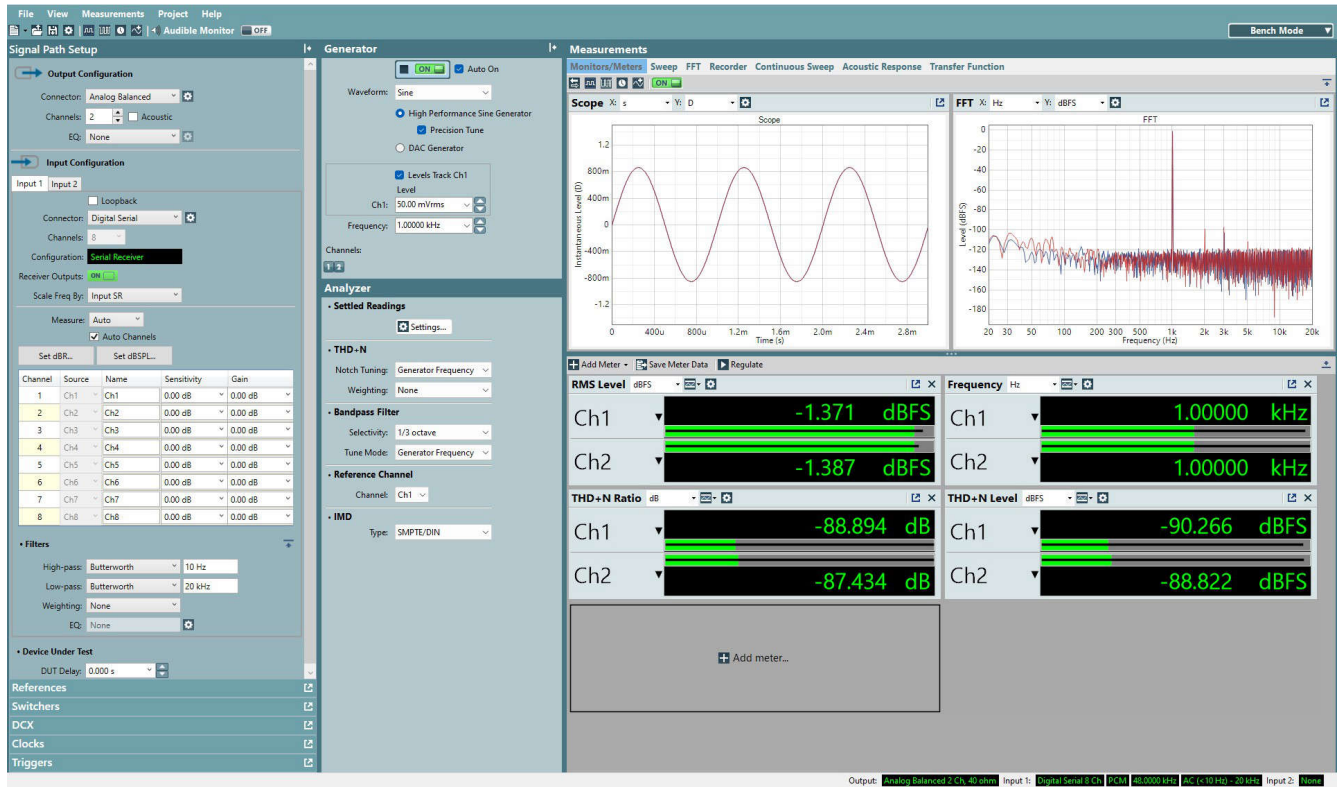 File View Measurements Project Help
Audible Monitor OFF
Bench Mode
Signal Path Setup
Output Configuration
Connector: Analog Balanced
Channels: 2 Acoustic
EQ: None
Input Configuration
Input 1 Input 2
Loopback
Connector: Digital Serial
Channels: 8
Configuration: Serial Receiver
Receiver Outputs: ON
Scale Freq By: Input SR
Measure: Auto
Auto Channels
Set dBR... Set dBSPL...
Channel Source Name Sensitivity Gain
1 Ch1 Ch1 0.00 dB 0.00 dB
2 Ch2 Ch2 0.00 dB 0.00 dB
3 Ch3 Ch3 0.00 dB 0.00 dB
4 Ch4 Ch4 0.00 dB 0.00 dB
5 Ch5 Ch5 0.00 dB 0.00 dB
6 Ch6 Ch6 0.00 dB 0.00 dB
7 Ch7 Ch7 0.00 dB 0.00 dB
8 Ch8 Ch8 0.00 dB 0.00 dB
• Filters
High-pass: Butterworth 10 Hz
Low-pass: Butterworth 20 kHz
Weighting: None
EQ: None
• Device Under Test
DUT Delay: 0.000 s
References
Switchers
DCX
Clocks
Triggers
Generator
ON Auto On
Waveform: Sine
High Performance Sine Generator
Precision Tune
DAC Generator
Levels Track Ch1
Level
Ch1: 50.00 mVrms
Frequency: 1.00000 kHz
Channels:
1 2
Analyzer
• Settled Readings
Settings...
• THD+N
Notch Tuning: Generator Frequency
Weighting: None
• Bandpass Filter
Selectivity: 1/3 octave
Tune Mode: Generator Frequency
• Reference Channel
Channel: Ch1
• IMD
Type: SMPTE/DIN
Measurements
Monitors/Meters Sweep FFT Recorder Continuous Sweep Acoustic Response Transfer Function
ON
Scope X: s Y: D
Scope
Instantaneous Level (D)
1.2
800m
400m
0
-400m
-800m
-1.2
0 400u 800u 1.2m 1.6m 2.0m 2.4m 2.8m
Time (s)
FFT X: Hz Y: dBFS
FFT
Level (dBFS)
0
-20
-40
-60
-80
-100
-120
-140
-160
-180
20 30 50 100 200 300 500 1k 2k 3k 5k 10k 20k
Frequency (Hz)
Add Meter Save Meter Data Regulate
RMS Level dBFS
Ch1 -1.371 dBFS
Ch2 -1.387 dBFS
Frequency Hz
Ch1 1.00000 kHz
Ch2 1.00000 kHz
THD+N Ratio dB
Ch1 -88.894 dB
Ch2 -87.434 dB
THD+N Level dBFS
Ch1 -90.266 dBFS
Ch2 -88.822 dBFS
Add meter...
Output: Analog Balanced 2 Ch, 40 ohm Input 1: Digital Serial 8 Ch PCM 48.0000 kHz AC (<10 Hz) - 20 kHz Input 2: None